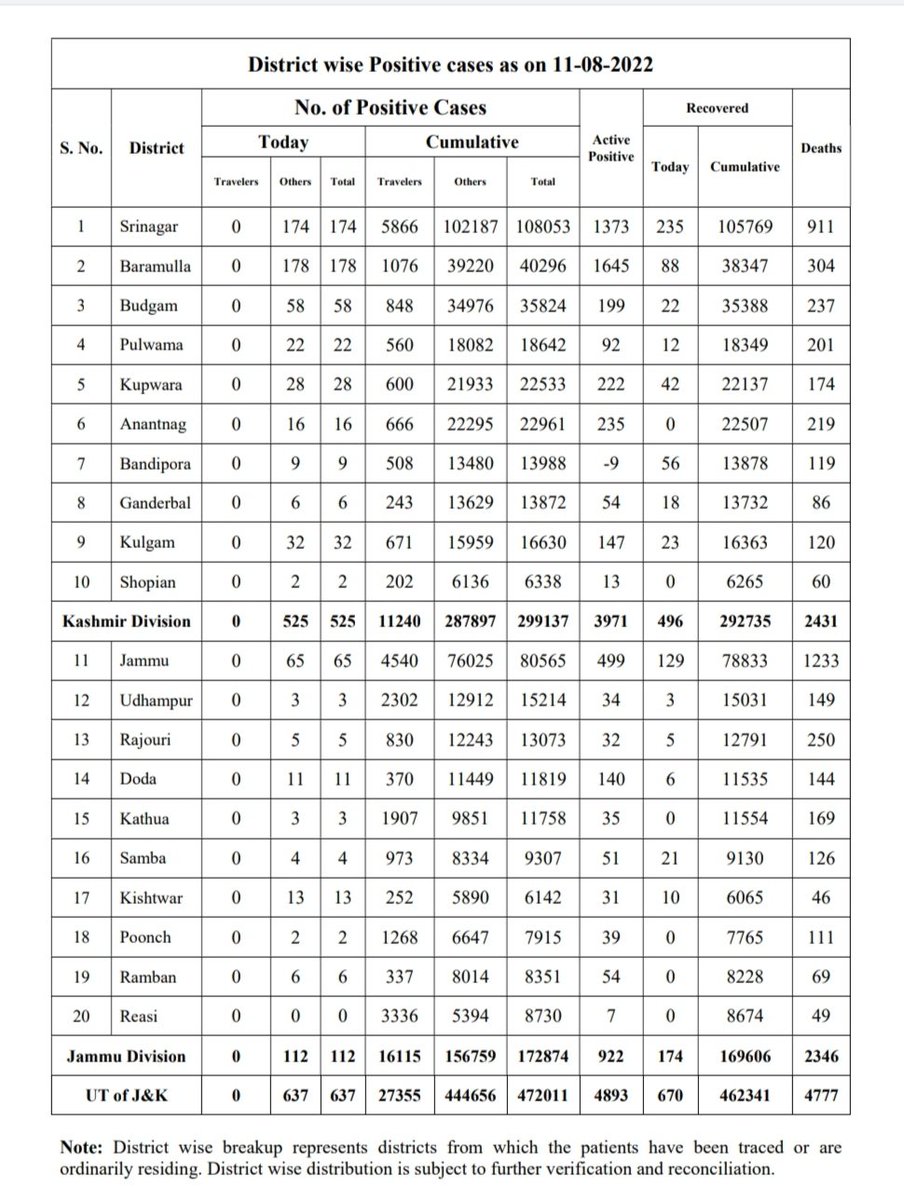 District wise Positive cases as on 11-08-2022
S. No. District No. of Positive Cases Active Positive Recovered Deaths
Today Cumulative Today Cumulative
Travelers Others Total Travelers Others Total
1 Srinagar 0 174 174 5866 102187 108053 1373 235 105769 911
2 Baramulla 0 178 178 1076 39220 40296 1645 88 38347 304
3 Budgam 0 58 58 848 34976 35824 199 22 35388 237
4 Pulwama 0 22 22 560 18082 18642 92 12 18349 201
5 Kupwara 0 28 28 600 21933 22533 222 42 22137 174
6 Anantnag 0 16 16 666 22295 22961 235 0 22507 219
7 Bandipora 0 9 9 508 13480 13988 -9 56 13878 119
8 Ganderbal 0 6 6 243 13629 13872 54 18 13732 86
9 Kulgam 0 32 32 671 15959 16630 147 23 16363 120
10 Shopian 0 2 2 202 6136 6338 13 0 6265 60
Kashmir Division 0 525 525 11240 287897 299137 3971 496 292735 2431
11 Jammu 0 65 65 4540 76025 80565 499 129 78833 1233
12 Udhampur 0 3 3 2302 12912 15214 34 3 15031 149
13 Rajouri 0 5 5 830 12243 13073 32 5 12791 250
14 Doda 0 11 11 370 11449 11819 140 6 11535 144
15 Kathua 0 3 3 1907 9851 11758 35 0 11554 169
16 Samba 0 4 4 973 8334 9307 51 21 9130 126
17 Kishtwar 0 13 13 252 5890 6142 31 10 6065 46
18 Poonch 0 2 2 1268 6647 7915 39 0 7765 111
19 Ramban 0 6 6 337 8014 8351 54 0 8228 69
20 Reasi 0 0 0 3336 5394 8730 7 0 8674 49
Jammu Division 0 112 112 16115 156759 172874 922 174 169606 2346
UT of J&K 0 637 637 27355 444656 472011 4893 670 462341 4777
Note: District wise breakup represents districts from which the patients have been traced or are
ordinarily residing. District wise distribution is subject to further verification and reconciliation.